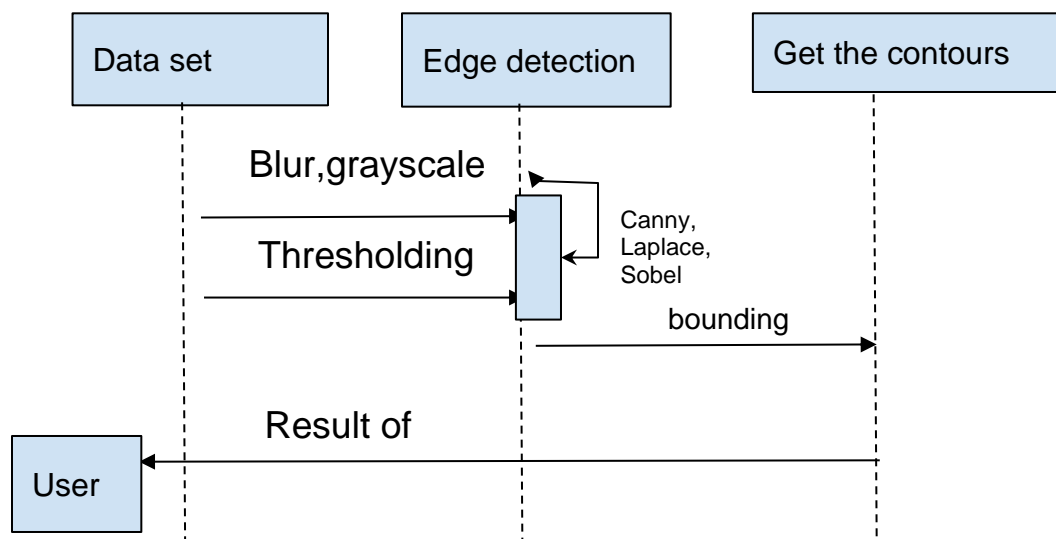 Data set
Edge detection
Get the contours
Blur,grayscale
Canny,
Laplace,
Sobel
Thresholding
bounding
Result of
User